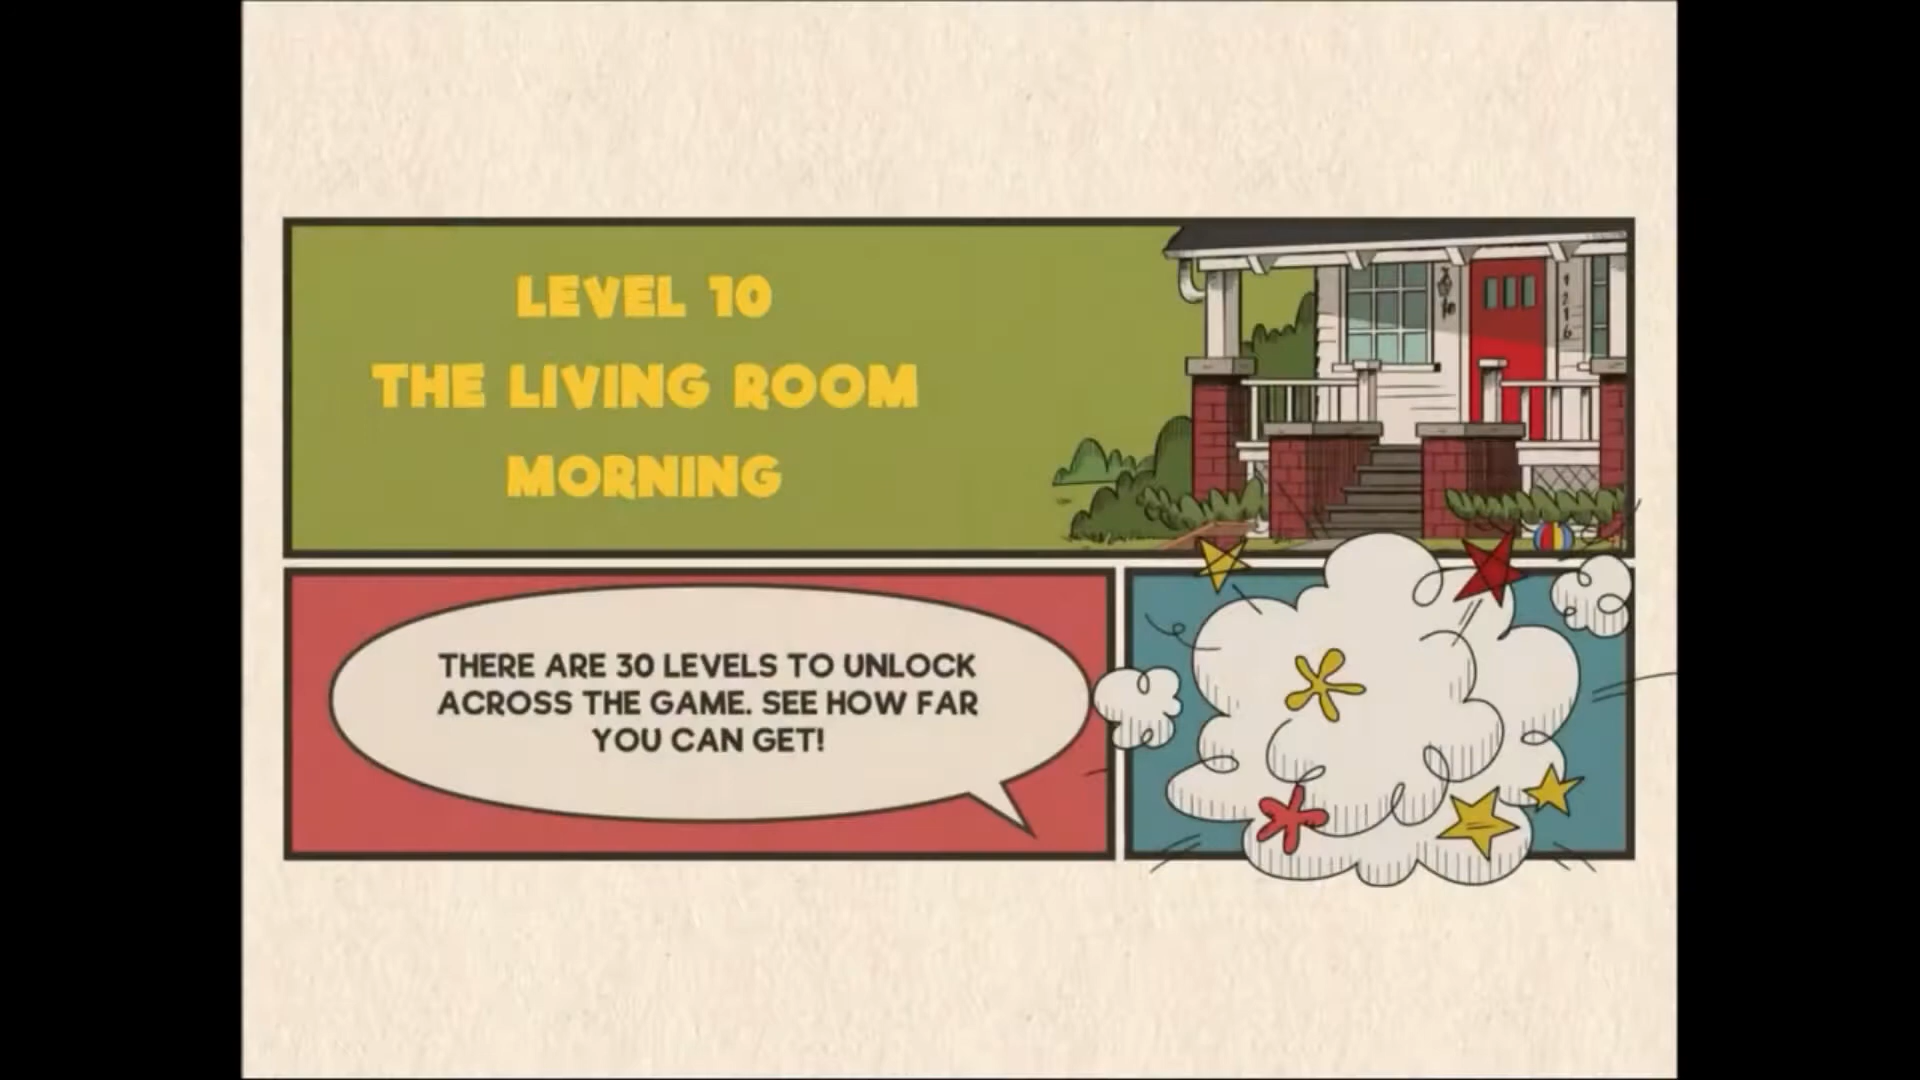 LEVEL 10
THE LIVING ROOM
MORNING
1216
THERE ARE 30 LEVELS TO UNLOCK
ACROSS THE GAME. SEE HOW FAR
YOU CAN GET!